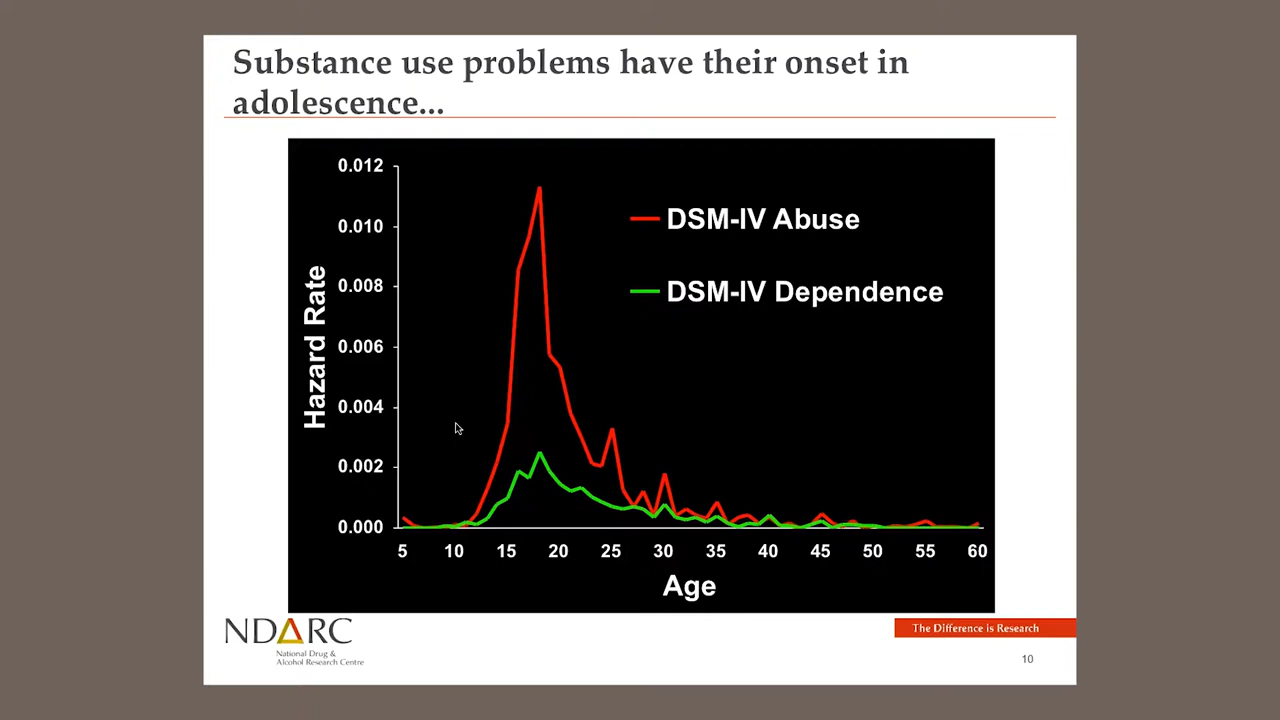 Substance use problems have their onset in
adolescence...
0.012
0.010
0.008
0.006
0.004
0.002
0.000
Hazard Rate
DSM-IV Abuse
DSM-IV Dependence
5 10 15 20 25 30 35 40 45 50 55 60
Age
NDARC
National Drug &
Alcohol Research Centre
The Difference is Research
10